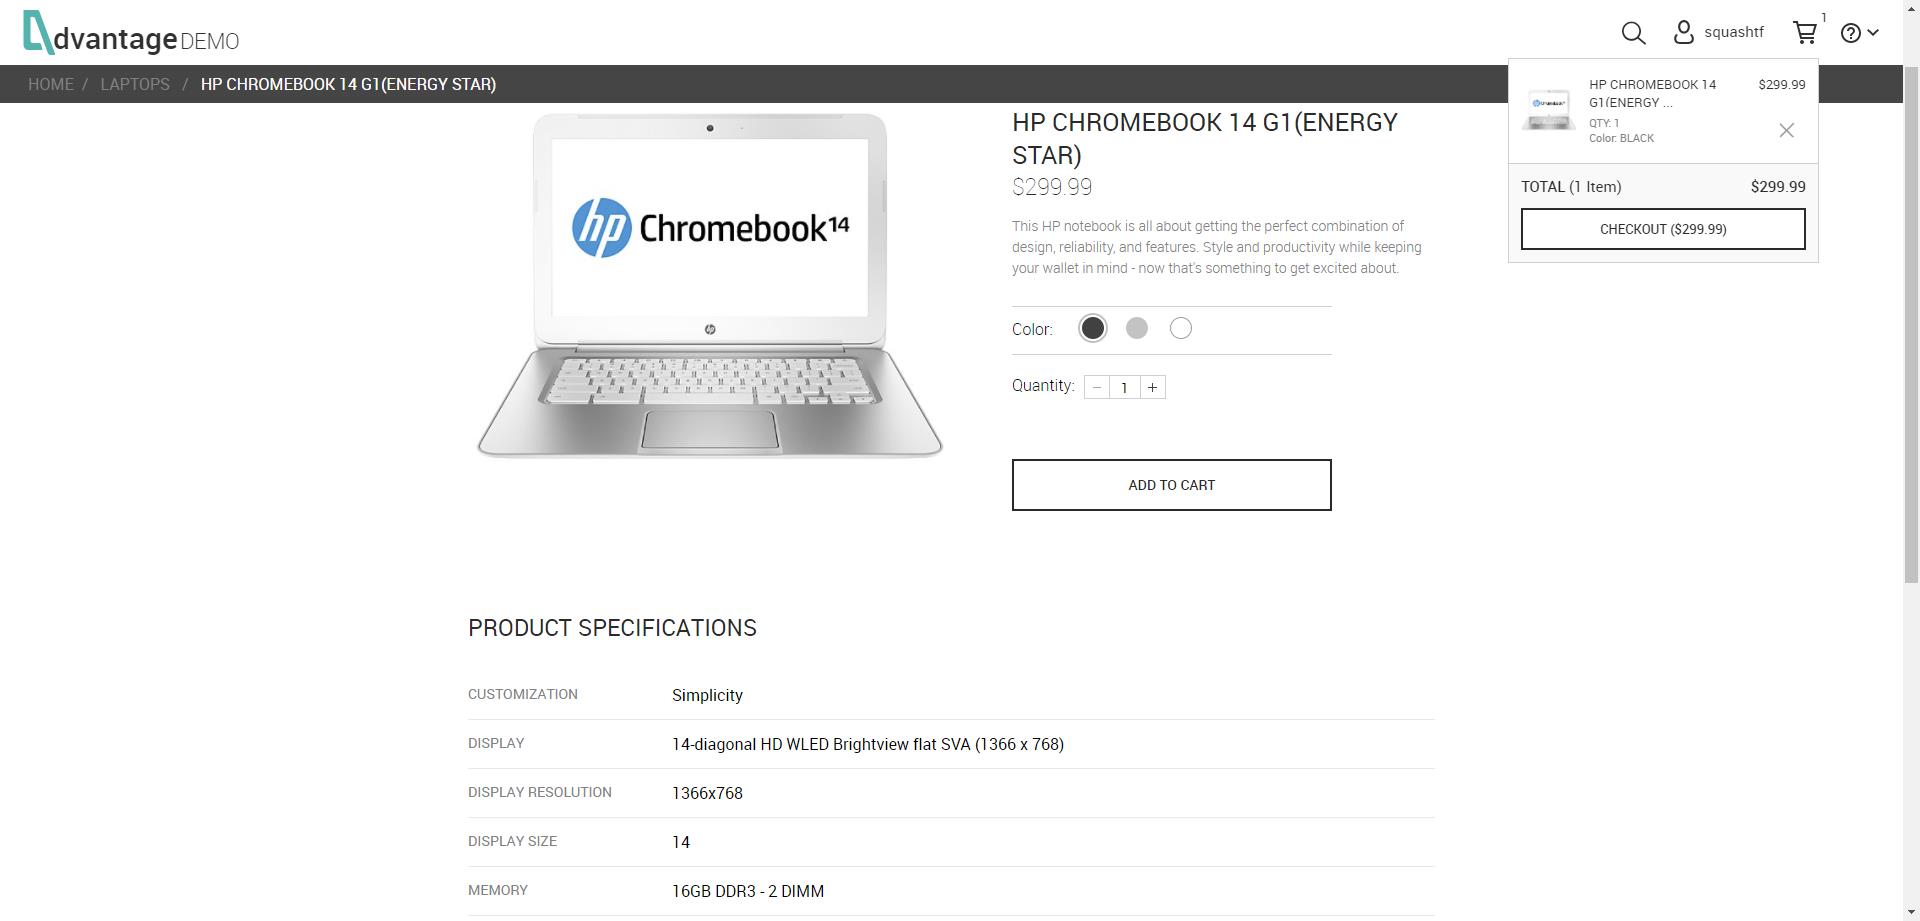 dvantage DEMO
squashtf
1
HOME / LAPTOPS / HP CHROMEBOOK 14 G1(ENERGY STAR)
HP CHROMEBOOK 14
G1(ENERGY ...
$299.99
QTY: 1
Color: BLACK
TOTAL (1 Item) $299.99
CHECKOUT ($299.99)
hp Chromebook14
HP CHROMEBOOK 14 G1(ENERGY
STAR)
$299.99
This HP notebook is all about getting the perfect combination of
design, reliability, and features. Style and productivity while keeping
your wallet in mind - now that's something to get excited about.
Color:
Quantity: − 1 +
ADD TO CART
PRODUCT SPECIFICATIONS
CUSTOMIZATION Simplicity
DISPLAY 14-diagonal HD WLED Brightview flat SVA (1366 x 768)
DISPLAY RESOLUTION 1366x768
DISPLAY SIZE 14
MEMORY 16GB DDR3 - 2 DIMM